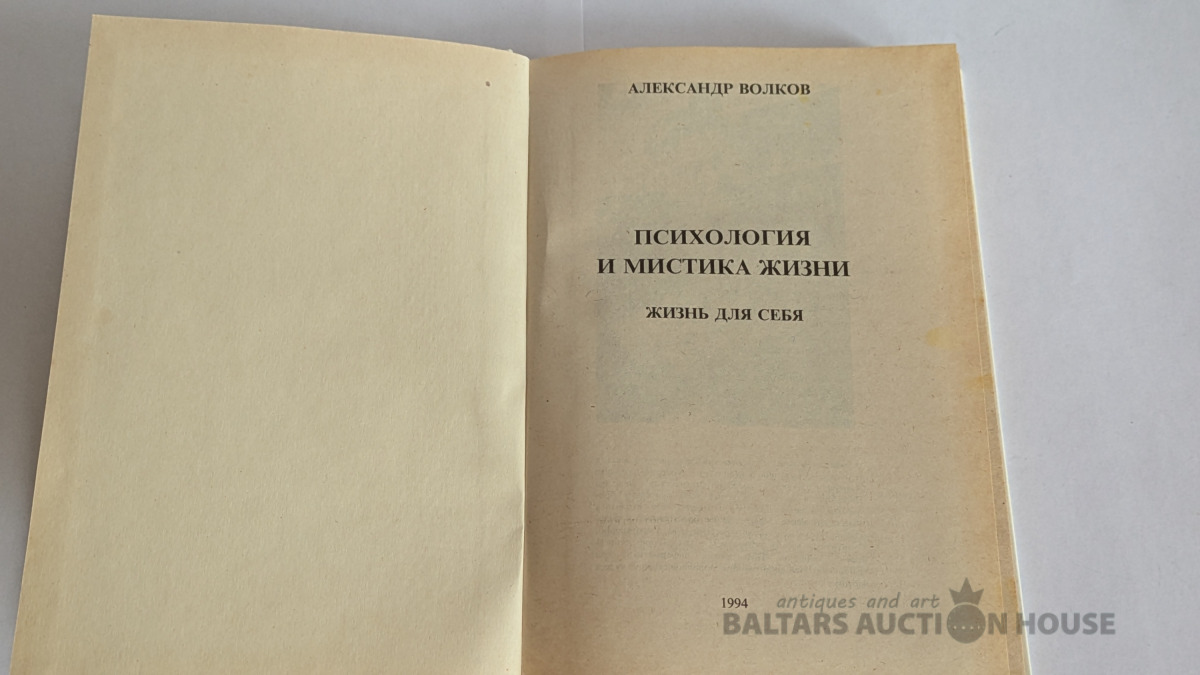 АЛЕКСАНДР ВОЛКОВ
ПСИХОЛОГИЯ
И МИСТИКА ЖИЗНИ
ЖИЗНЬ ДЛЯ СЕБЯ
1994
antiques and art
BALTARS AUCTION HOUSE